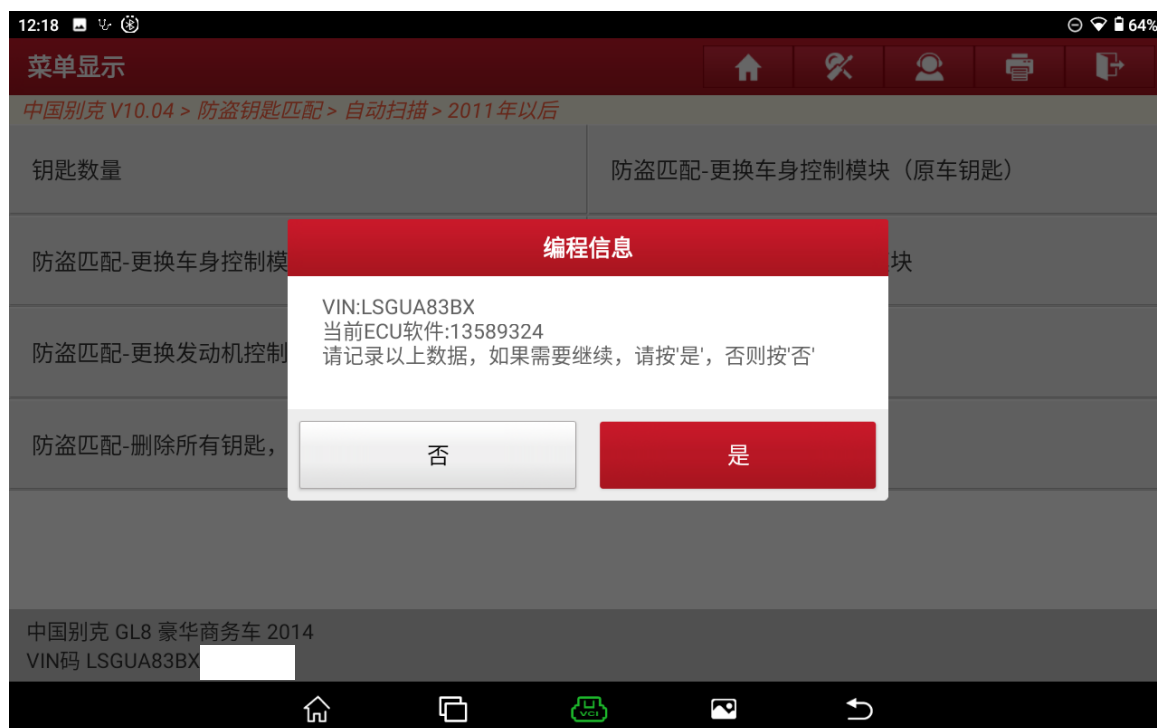 12:18
64%
菜单显示
中国别克 V10.04 > 防盗钥匙匹配 > 自动扫描 > 2011年以后
钥匙数量
防盗匹配-更换车身控制模块（原车钥匙）
防盗匹配-更换车身控制模
块
防盗匹配-更换发动机控制
防盗匹配-删除所有钥匙，
编程信息
VIN:LSGUA83BX
当前ECU软件:13589324
请记录以上数据，如果需要继续，请按'是'，否则按'否'
否
是
中国别克 GL8 豪华商务车 2014
VIN码 LSGUA83BX
VCI